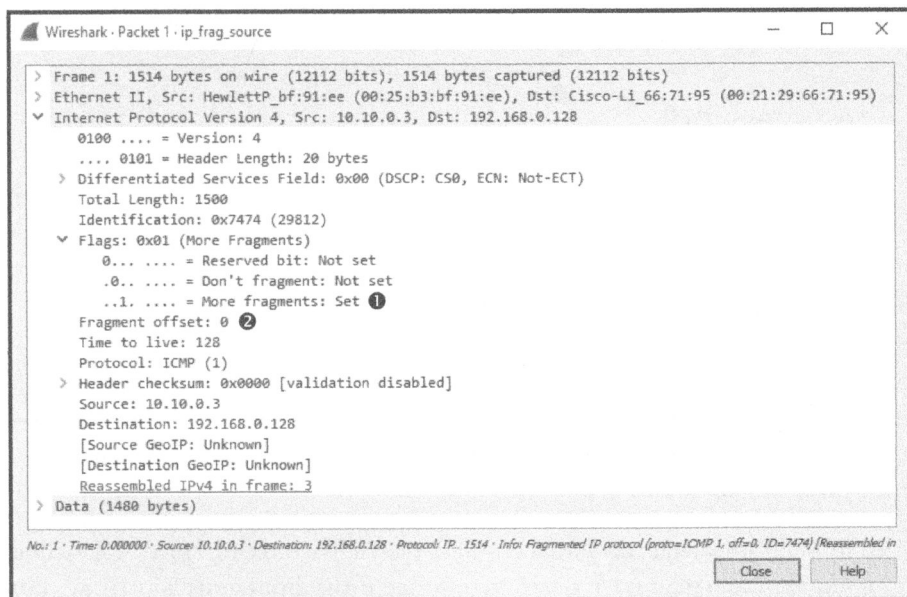 Wireshark · Packet 1 · ip_frag_source
Frame 1: 1514 bytes on wire (12112 bits), 1514 bytes captured (12112 bits)
Ethernet II, Src: HewlettP_bf:91:ee (00:25:b3:bf:91:ee), Dst: Cisco-Li_66:71:95 (00:21:29:66:71:95)
Internet Protocol Version 4, Src: 10.10.0.3, Dst: 192.168.0.128
0100 .... = Version: 4
.... 0101 = Header Length: 20 bytes
Differentiated Services Field: 0x00 (DSCP: CS0, ECN: Not-ECT)
Total Length: 1500
Identification: 0x7474 (29812)
Flags: 0x01 (More Fragments)
0... .... = Reserved bit: Not set
.0.. .... = Don't fragment: Not set
..1. .... = More fragments: Set ❶
Fragment offset: 0 ❷
Time to live: 128
Protocol: ICMP (1)
Header checksum: 0x0000 [validation disabled]
Source: 10.10.0.3
Destination: 192.168.0.128
[Source GeoIP: Unknown]
[Destination GeoIP: Unknown]
Reassembled IPv4 in frame: 3
Data (1480 bytes)
No.: 1 · Time: 0.000000 · Source: 10.10.0.3 · Destination: 192.168.0.128 · Protocol: IP.. 1514 · Info: Fragmented IP protocol (proto=ICMP 1, off=0, ID=7474) [Reassembled in
Close Help